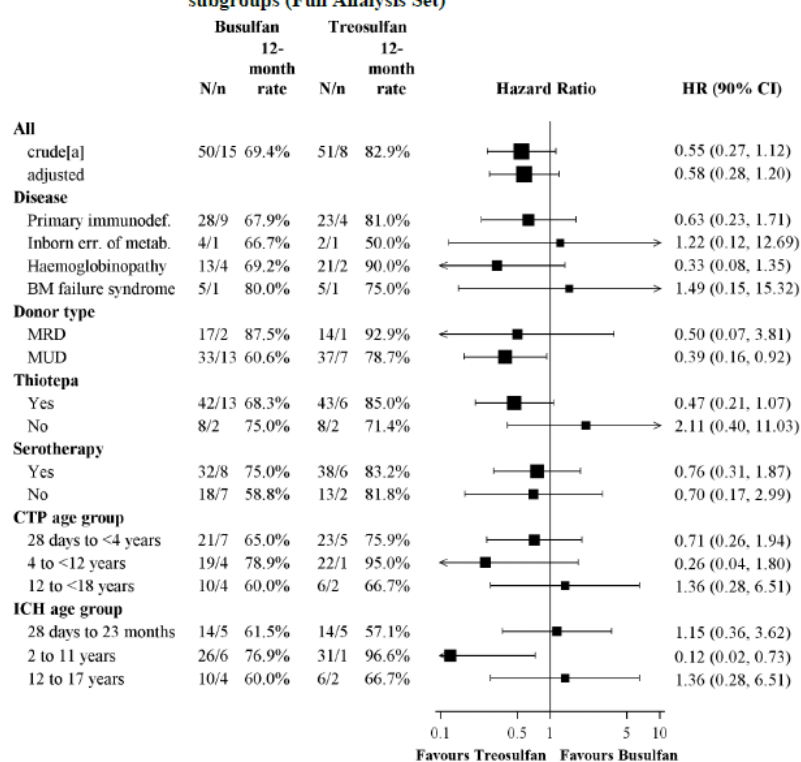 subgroups (Full Analysis Set)
Busulfan Treosulfan
12- 12-
month month
N/n rate N/n rate Hazard Ratio HR (90% CI)
All
crude[a] 50/15 69.4% 51/8 82.9% 0.55 (0.27, 1.12)
adjusted 0.58 (0.28, 1.20)
Disease
Primary immunodef. 28/9 67.9% 23/4 81.0% 0.63 (0.23, 1.71)
Inborn err. of metab. 4/1 66.7% 2/1 50.0% 1.22 (0.12, 12.69)
Haemoglobinopathy 13/4 69.2% 21/2 90.0% 0.33 (0.08, 1.35)
BM failure syndrome 5/1 80.0% 5/1 75.0% 1.49 (0.15, 15.32)
Donor type
MRD 17/2 87.5% 14/1 92.9% 0.50 (0.07, 3.81)
MUD 33/13 60.6% 37/7 78.7% 0.39 (0.16, 0.92)
Thiotepa
Yes 42/13 68.3% 43/6 85.0% 0.47 (0.21, 1.07)
No 8/2 75.0% 8/2 71.4% 2.11 (0.40, 11.03)
Serotherapy
Yes 32/8 75.0% 38/6 83.2% 0.76 (0.31, 1.87)
No 18/7 58.8% 13/2 81.8% 0.70 (0.17, 2.99)
CTP age group
28 days to <4 years 21/7 65.0% 23/5 75.9% 0.71 (0.26, 1.94)
4 to <12 years 19/4 78.9% 22/1 95.0% 0.26 (0.04, 1.80)
12 to <18 years 10/4 60.0% 6/2 66.7% 1.36 (0.28, 6.51)
ICH age group
28 days to 23 months 14/5 61.5% 14/5 57.1% 1.15 (0.36, 3.62)
2 to 11 years 26/6 76.9% 31/1 96.6% 0.12 (0.02, 0.73)
12 to 17 years 10/4 60.0% 6/2 66.7% 1.36 (0.28, 6.51)
0.1 0.5 1 5 10
Favours Treosulfan Favours Busulfan